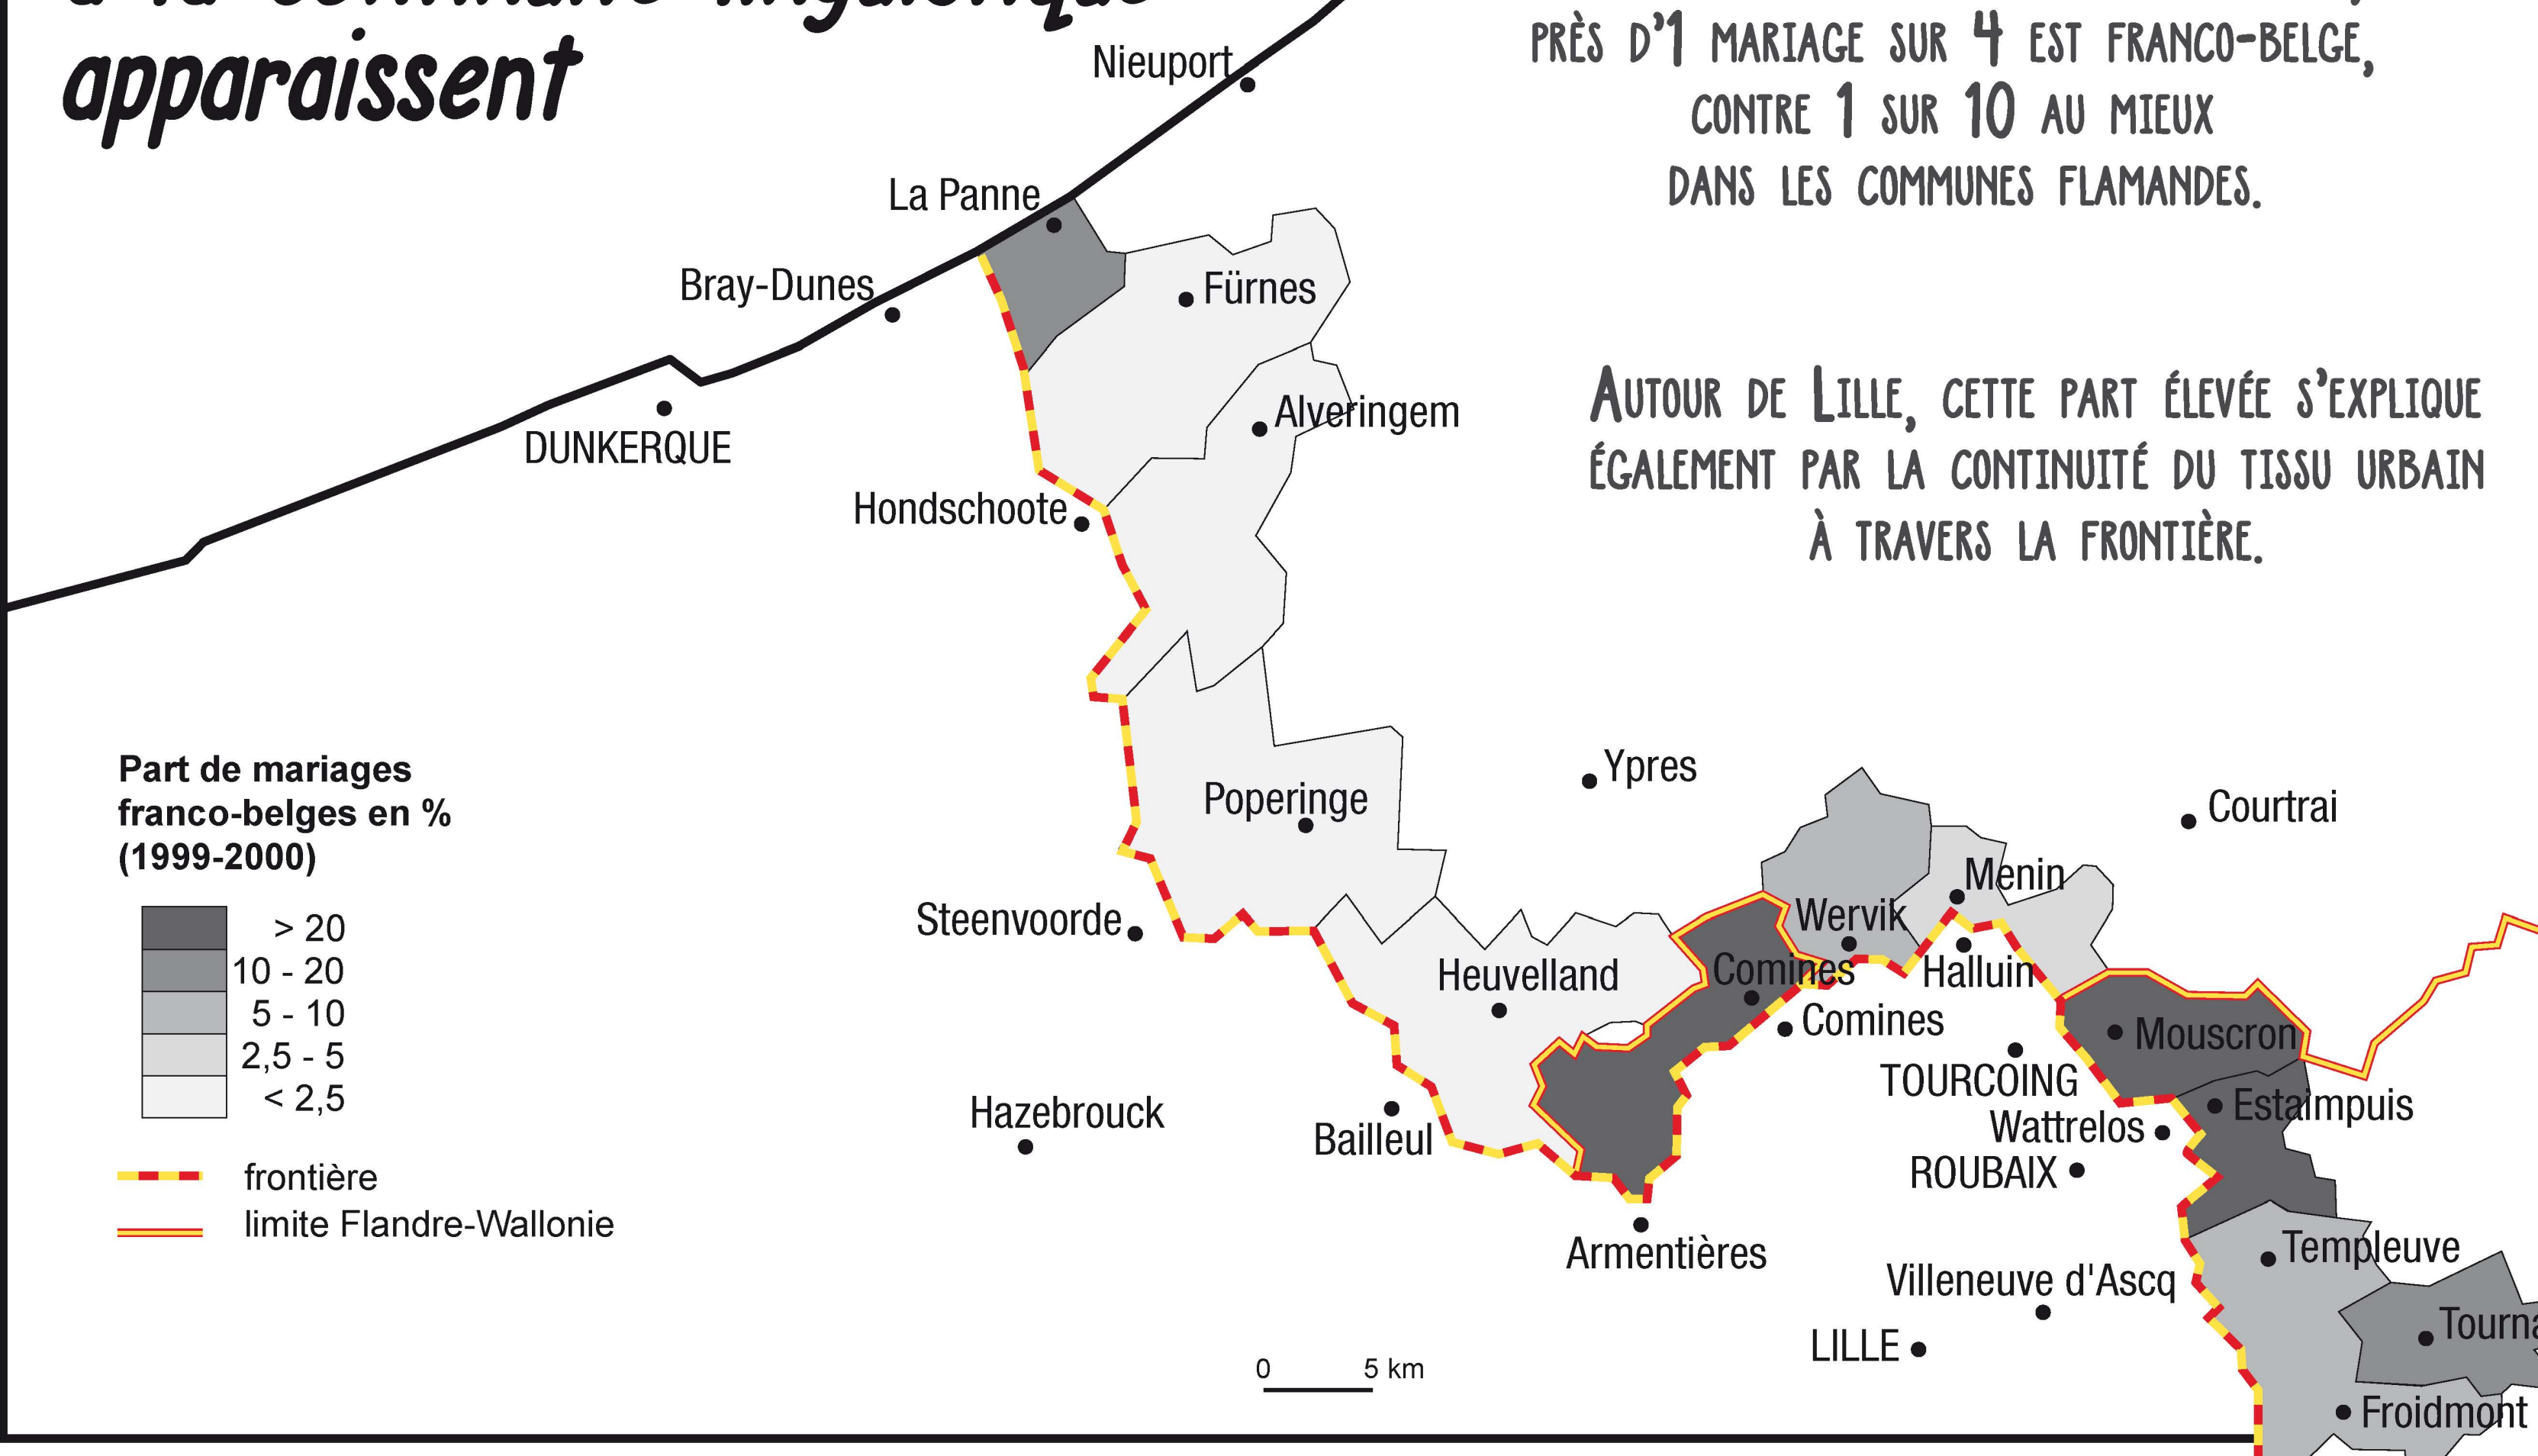 à la continuité linguistique
apparaissent
PRÈS D'1 MARIAGE SUR 4 EST FRANCO-BELGE,
CONTRE 1 SUR 10 AU MIEUX
DANS LES COMMUNES FLAMANDES.
AUTOUR DE LILLE, CETTE PART ÉLEVÉE S'EXPLIQUE
ÉGALEMENT PAR LA CONTINUITÉ DU TISSU URBAIN
À TRAVERS LA FRONTIÈRE.
Nieuport
La Panne
Bray-Dunes
Fürnes
DUNKERQUE
Alveringem
Hondschoote
Ypres
Poperinge
Courtrai
Menin
Steenvoorde
Wervik
Heuvelland
Comines
Halluin
Comines
Mouscron
TOURCOING
Estaimpuis
Hazebrouck
Bailleul
Wattrelos
ROUBAIX
Armentières
Templeuve
Villeneuve d'Ascq
LILLE
Froidmont
Part de mariages
franco-belges en %
(1999-2000)
> 20
10 - 20
5 - 10
2,5 - 5
< 2,5
frontière
limite Flandre-Wallonie
0 5 km